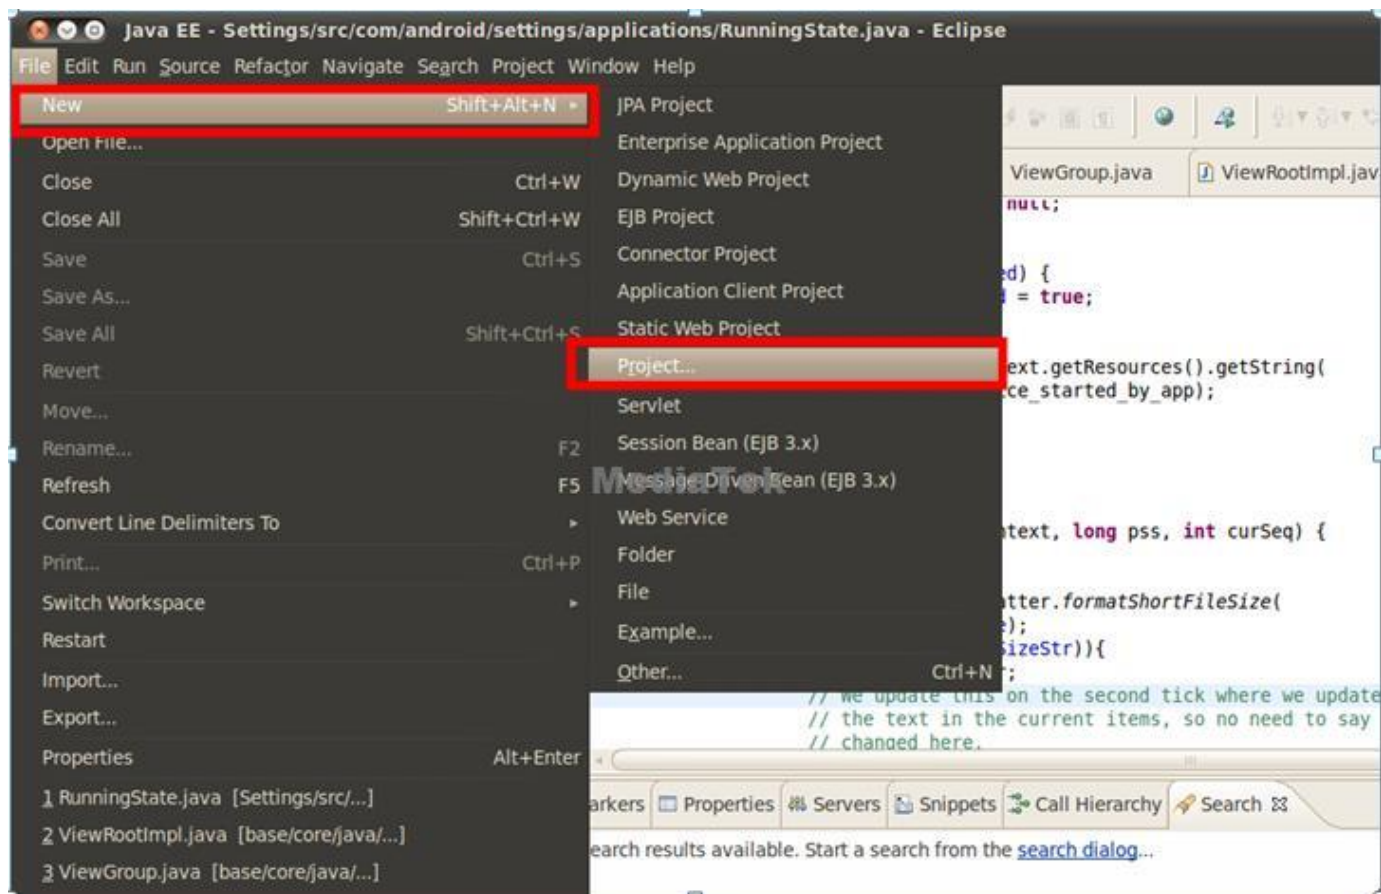 Java EE - Settings/src/com/android/settings/applications/RunningState.java - Eclipse
File Edit Run Source Refactor Navigate Search Project Window Help
New Shift+Alt+N
Open File...
Close Ctrl+W
Close All Shift+Ctrl+W
Save Ctrl+S
Save As...
Save All Shift+Ctrl+S
Revert
Move...
Rename... F2
Refresh F5
Convert Line Delimiters To
Print... Ctrl+P
Switch Workspace
Restart
Import...
Export...
Properties Alt+Enter
1 RunningState.java [Settings/src/...]
2 ViewRootImpl.java [base/core/java/...]
3 ViewGroup.java [base/core/java/...]
JPA Project
Enterprise Application Project
Dynamic Web Project
EJB Project
Connector Project
Application Client Project
Static Web Project
Project...
Servlet
Session Bean (EJB 3.x)
Message-Driven Bean (EJB 3.x)
MediaTek
Web Service
Folder
File
Example...
Other... Ctrl+N
ViewGroup.java ViewRootImpl.jav
null;
ed) {
= true;
ext.getResources().getString(
ce_started_by_app);
ntext, long pss, int curSeq) {
tter.formatShortFileSize(
);
SizeStr)){
;
// We update this on the second tick where we update
// the text in the current items, so no need to say
// changed here.
arkers Properties Servers Snippets Call Hierarchy Search
earch results available. Start a search from the search dialog...